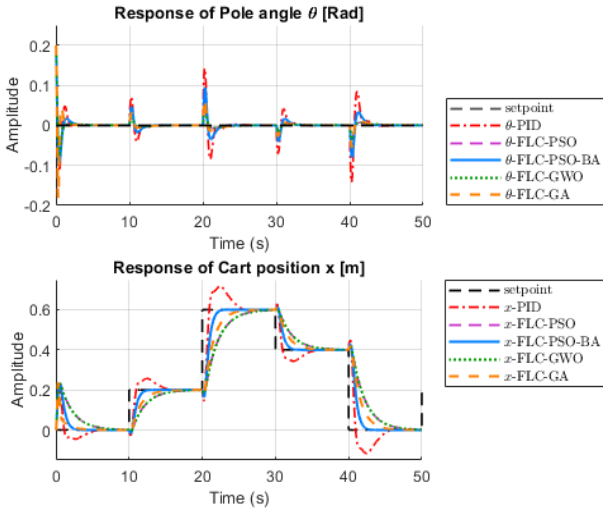 Response of Pole angle θ [Rad]
Amplitude
0.2
0.1
0
-0.1
-0.2
0 10 20 30 40 50
Time (s)
setpoint
θ-PID
θ-FLC-PSO
θ-FLC-PSO-BA
θ-FLC-GWO
θ-FLC-GA
Response of Cart position x [m]
Amplitude
0.6
0.4
0.2
0
0 10 20 30 40 50
Time (s)
setpoint
x-PID
x-FLC-PSO
x-FLC-PSO-BA
x-FLC-GWO
x-FLC-GA